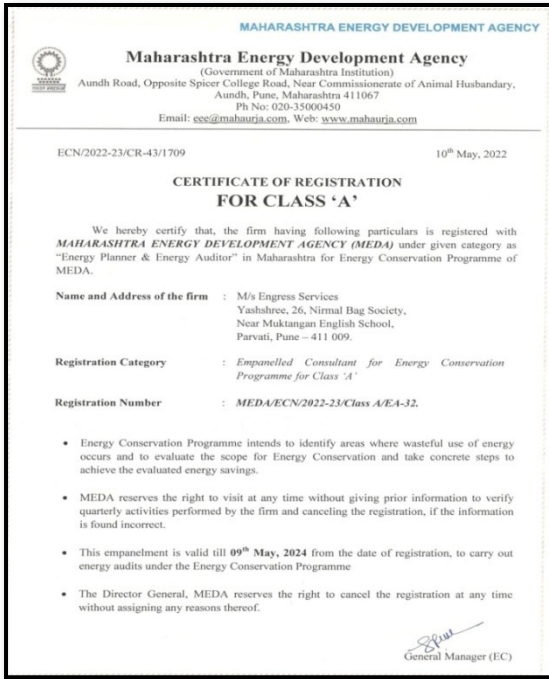 MAHARASHTRA ENERGY DEVELOPMENT AGENCY
Maharashtra Energy Development Agency
(Government of Maharashtra Institution)
Aundh Road, Opposite Spicer College Road, Near Commissionerate of Animal Husbandary,
Aundh, Pune, Maharashtra 411067
Ph No: 020-35000450
Email: eee@mahaurja.com, Web: www.mahaurja.com
ECN/2022-23/CR-43/1709 10th May, 2022
CERTIFICATE OF REGISTRATION
FOR CLASS ‘A’
We hereby certify that, the firm having following particulars is registered with
MAHARASHTRA ENERGY DEVELOPMENT AGENCY (MEDA) under given category as
“Energy Planner & Energy Auditor” in Maharashtra for Energy Conservation Programme of
MEDA.
Name and Address of the firm : M/s Engress Services
Yashshree, 26, Nirmal Bag Society,
Near Muktangan English School,
Parvati, Pune – 411 009.
Registration Category : Empanelled Consultant for Energy Conservation
Programme for Class ‘A’
Registration Number : MEDA/ECN/2022-23/Class A/EA-32.
• Energy Conservation Programme intends to identify areas where wasteful use of energy
occurs and to evaluate the scope for Energy Conservation and take concrete steps to
achieve the evaluated energy savings.
• MEDA reserves the right to visit at any time without giving prior information to verify
quarterly activities performed by the firm and canceling the registration, if the information
is found incorrect.
• This empanelment is valid till 09th May, 2024 from the date of registration, to carry out
energy audits under the Energy Conservation Programme
• The Director General, MEDA reserves the right to cancel the registration at any time
without assigning any reasons thereof.
General Manager (EC)